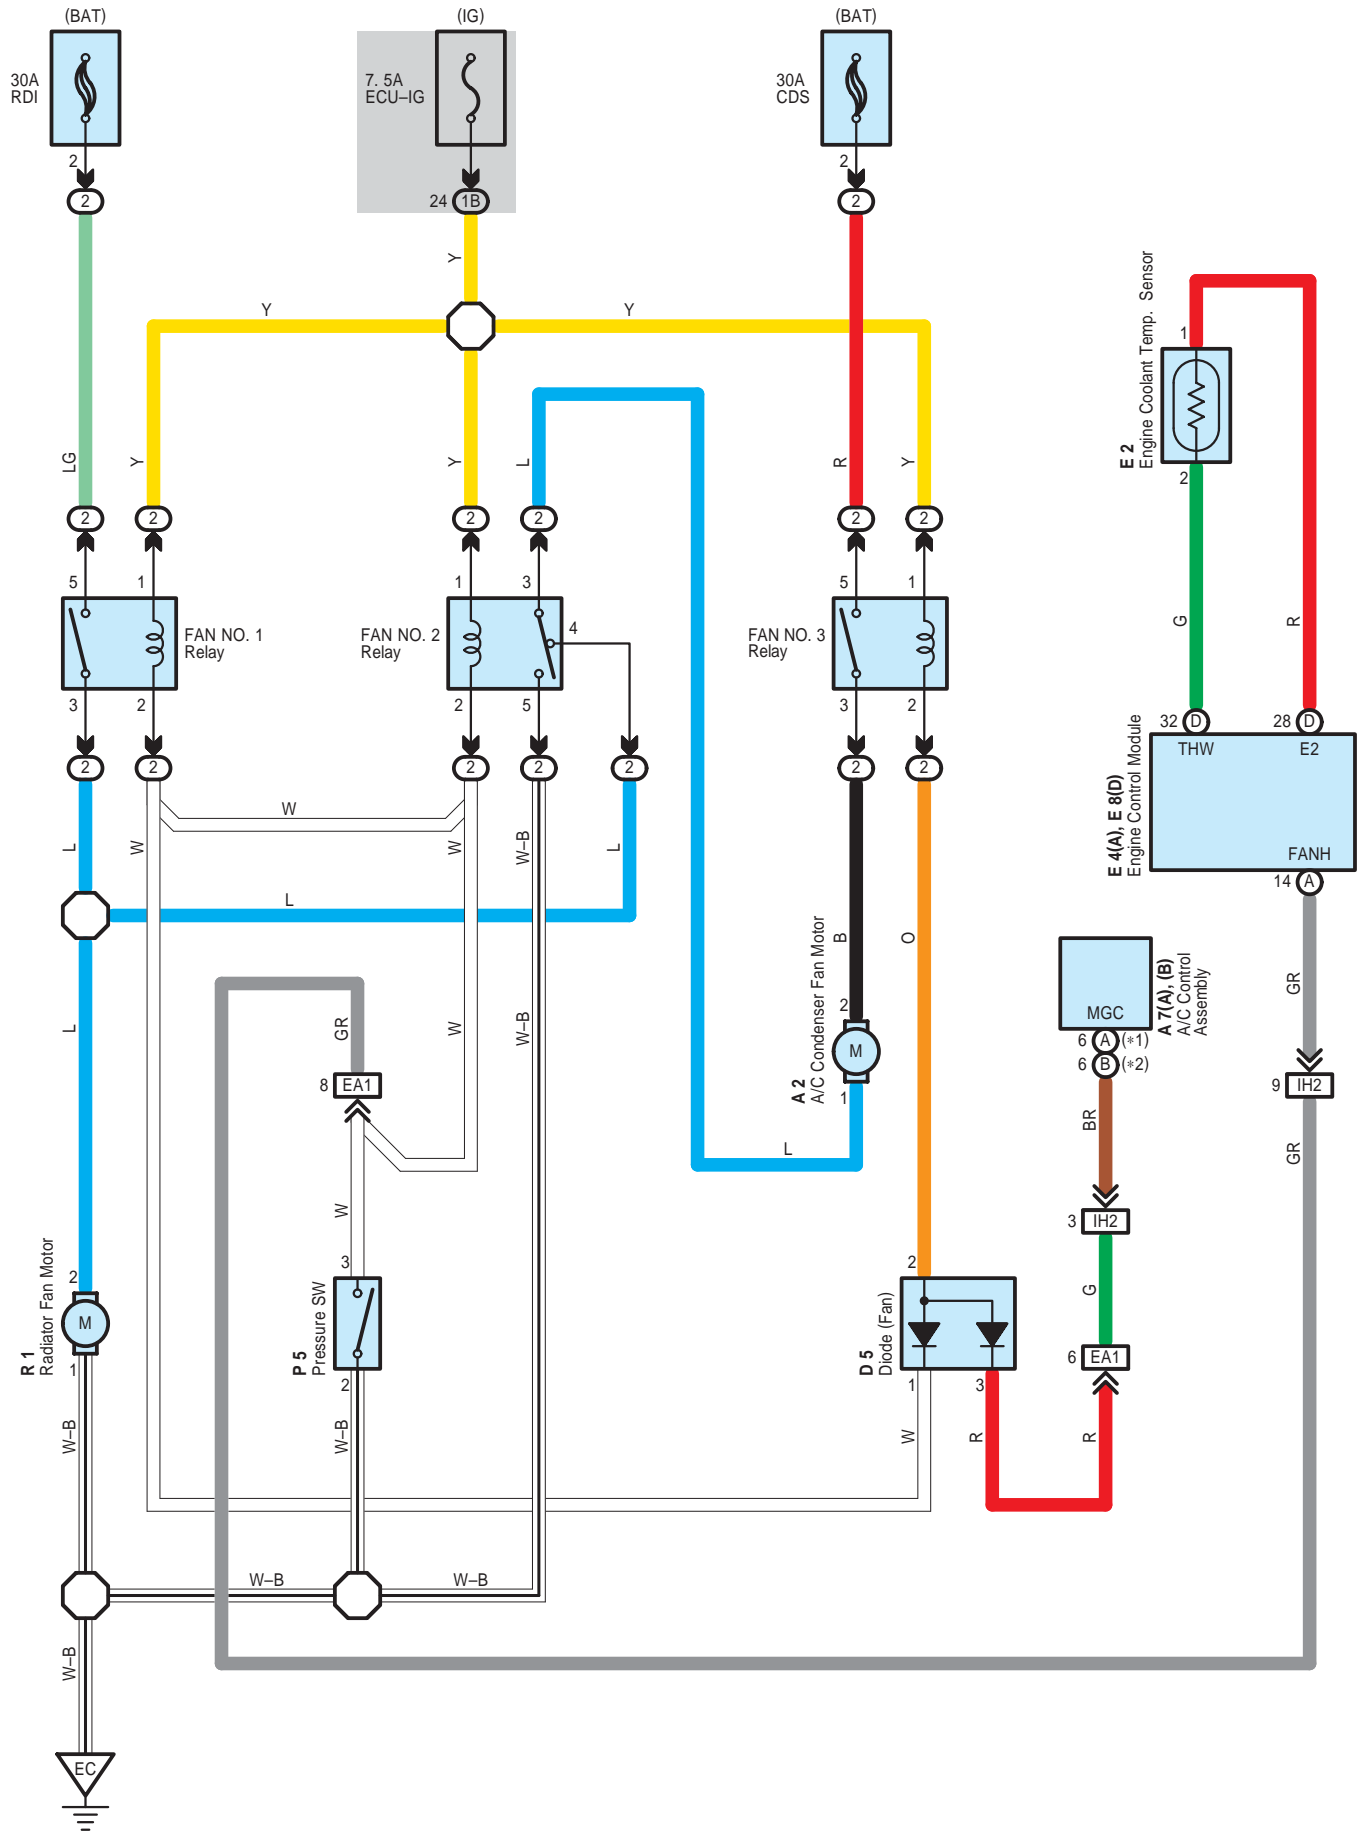 (BAT)
(IG)
(BAT)
30A
RDI
7. 5A
ECU–IG
30A
CDS
2
2
2
24
1B
2
Y
Y
Y
LG
Y
Y
L
R
Y
2
2
2
2
2
2
5
1
1
3
5
1
4
FAN NO. 1
Relay
FAN NO. 2
Relay
FAN NO. 3
Relay
3
2
2
5
3
2
2
2
2
2
2
2
2
W
L
W
W
W–B
L
L
B
O
E 2
Engine Coolant Temp. Sensor
1
2
G
R
32
D
28
D
THW
E2
FANH
E 4(A), E 8(D)
Engine Control Module
14
A
GR
9
IH2
GR
MGC
A 7(A), (B)
A/C Control
Assembly
6
A
(∗1)
6
B
(∗2)
BR
3
IH2
G
6
EA1
R
R
A 2
A/C Condenser Fan Motor
2
M
1
L
L
GR
W
W–B
8
EA1
W
3
P 5
Pressure SW
2
W–B
2
R 1
Radiator Fan Motor
M
1
W–B
2
D 5
Diode (Fan)
1
3
W
W–B
W–B
W–B
EC